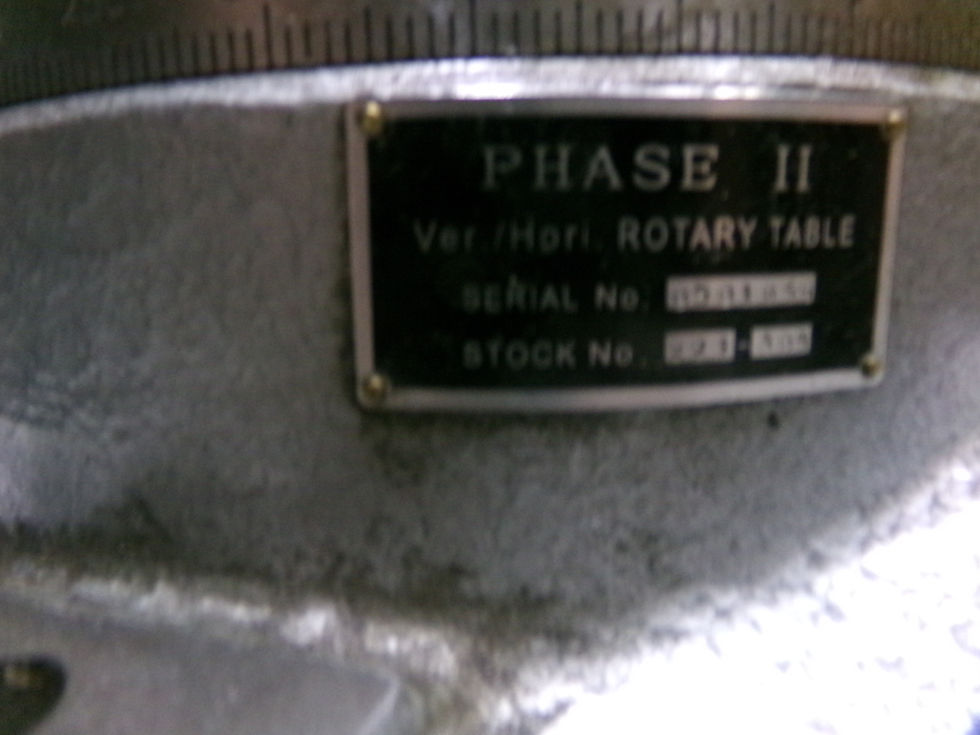 PHASE II
Ver./Hori. ROTARY TABLE
SERIAL No.
STOCK No.